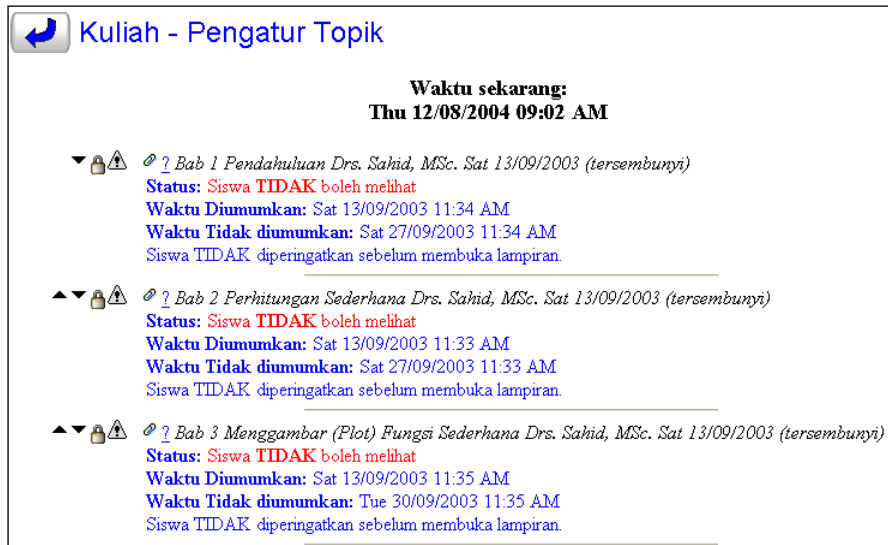 Kuliah - Pengatur Topik
Waktu sekarang:
Thu 12/08/2004 09:02 AM
? Bab 1 Pendahuluan Drs. Sahid, MSc. Sat 13/09/2003 (tersembunyi)
Status: Siswa TIDAK boleh melihat
Waktu Diumumkan: Sat 13/09/2003 11:34 AM
Waktu Tidak diumumkan: Sat 27/09/2003 11:34 AM
Siswa TIDAK diperingatkan sebelum membuka lampiran.
? Bab 2 Perhitungan Sederhana Drs. Sahid, MSc. Sat 13/09/2003 (tersembunyi)
Status: Siswa TIDAK boleh melihat
Waktu Diumumkan: Sat 13/09/2003 11:33 AM
Waktu Tidak diumumkan: Sat 27/09/2003 11:33 AM
Siswa TIDAK diperingatkan sebelum membuka lampiran.
? Bab 3 Menggambar (Plot) Fungsi Sederhana Drs. Sahid, MSc. Sat 13/09/2003 (tersembunyi)
Status: Siswa TIDAK boleh melihat
Waktu Diumumkan: Sat 13/09/2003 11:35 AM
Waktu Tidak diumumkan: Tue 30/09/2003 11:35 AM
Siswa TIDAK diperingatkan sebelum membuka lampiran.